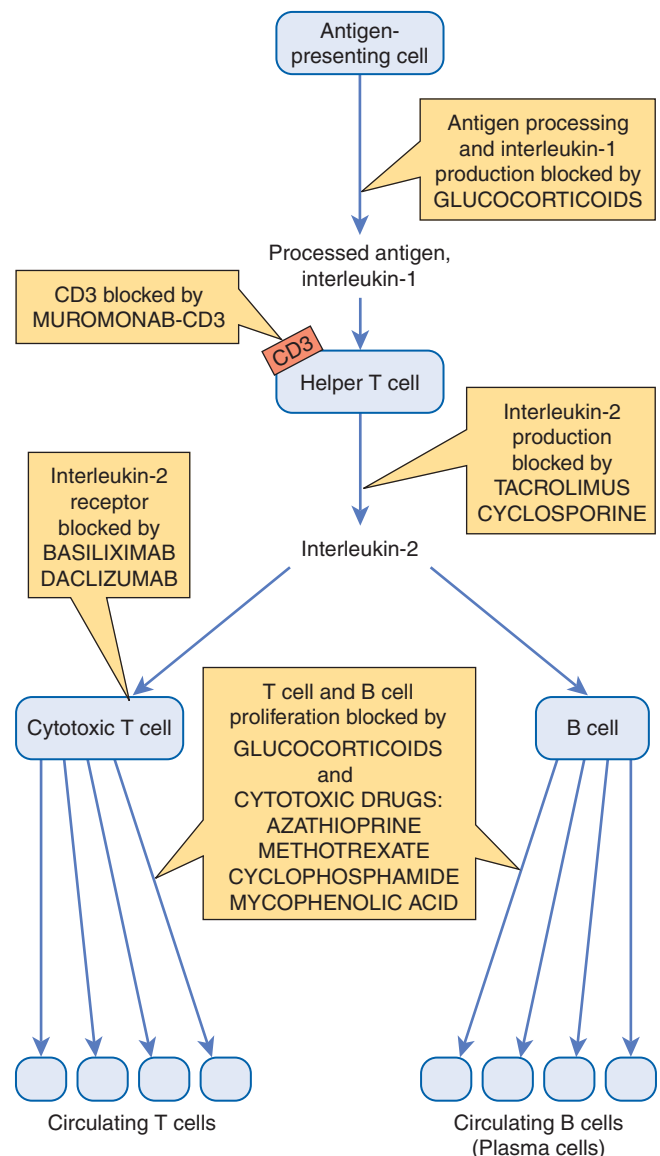 Antigen-
presenting cell
Antigen processing
and interleukin-1
production blocked by
GLUCOCORTICOIDS
Processed antigen,
interleukin-1
CD3 blocked by
MUROMONAB-CD3
CD3
Helper T cell
Interleukin-2
production
blocked by
TACROLIMUS
CYCLOSPORINE
Interleukin-2
receptor
blocked by
BASILIXIMAB
DACLIZUMAB
Interleukin-2
Cytotoxic T cell
T cell and B cell
proliferation blocked by
GLUCOCORTICOIDS
and
CYTOTOXIC DRUGS:
AZATHIOPRINE
METHOTREXATE
CYCLOPHOSPHAMIDE
MYCOPHENOLIC ACID
B cell
Circulating T cells
Circulating B cells
(Plasma cells)